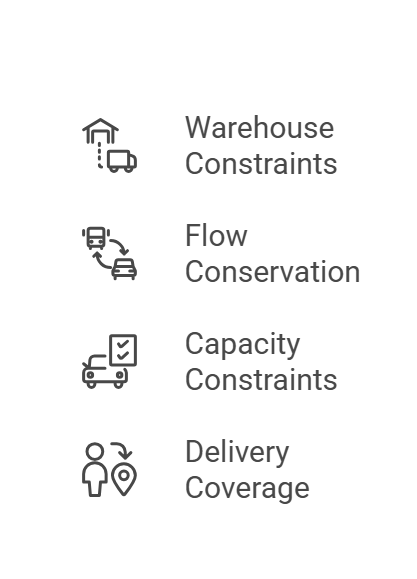 Warehouse
Constraints
Flow
Conservation
Capacity
Constraints
Delivery
Coverage